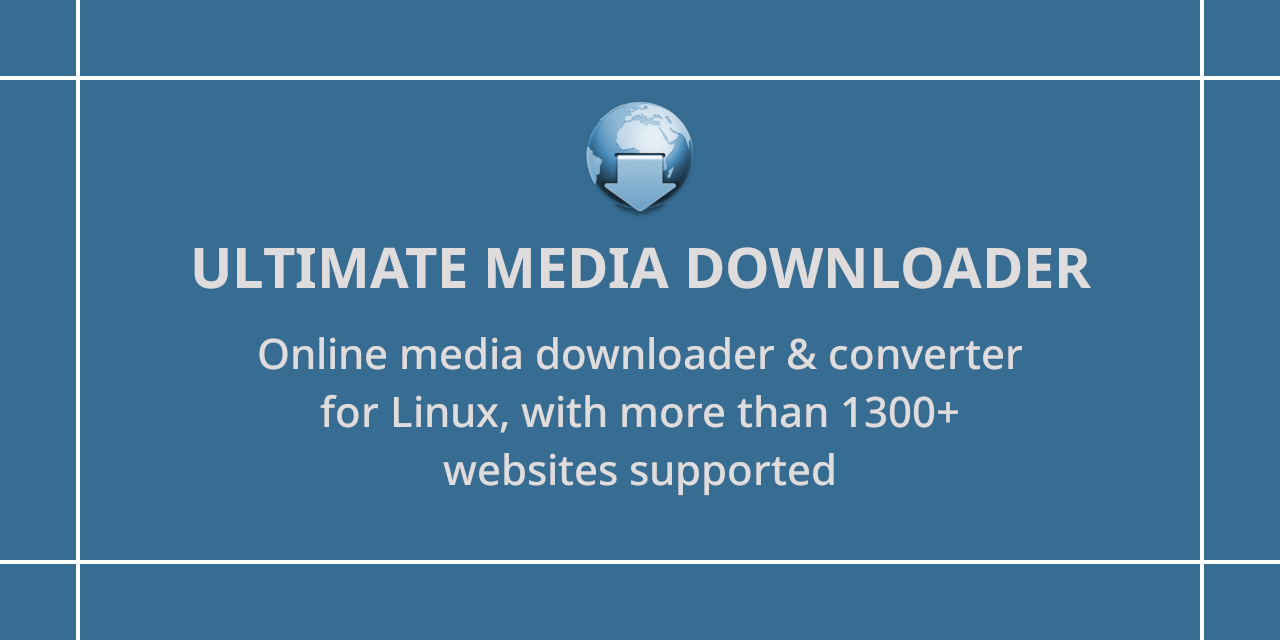 ULTIMATE MEDIA DOWNLOADER
Online media downloader & converter
for Linux, with more than 1300+
websites supported